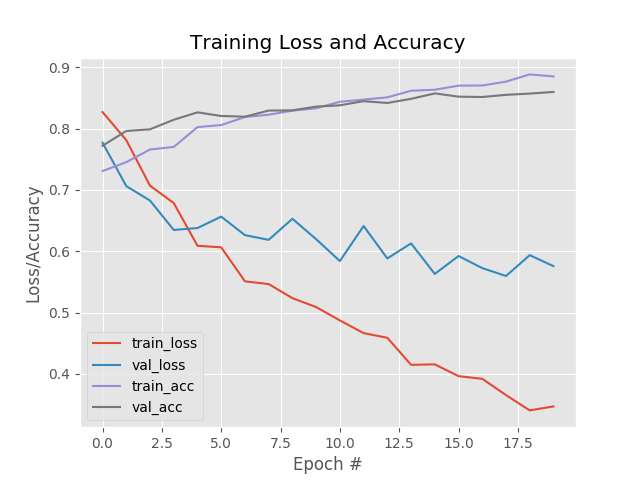 Training Loss and Accuracy
0.9
0.8
0.7
0.6
0.5
0.4
Loss/Accuracy
train_loss
val_loss
train_acc
val_acc
0.0 2.5 5.0 7.5 10.0 12.5 15.0 17.5
Epoch #